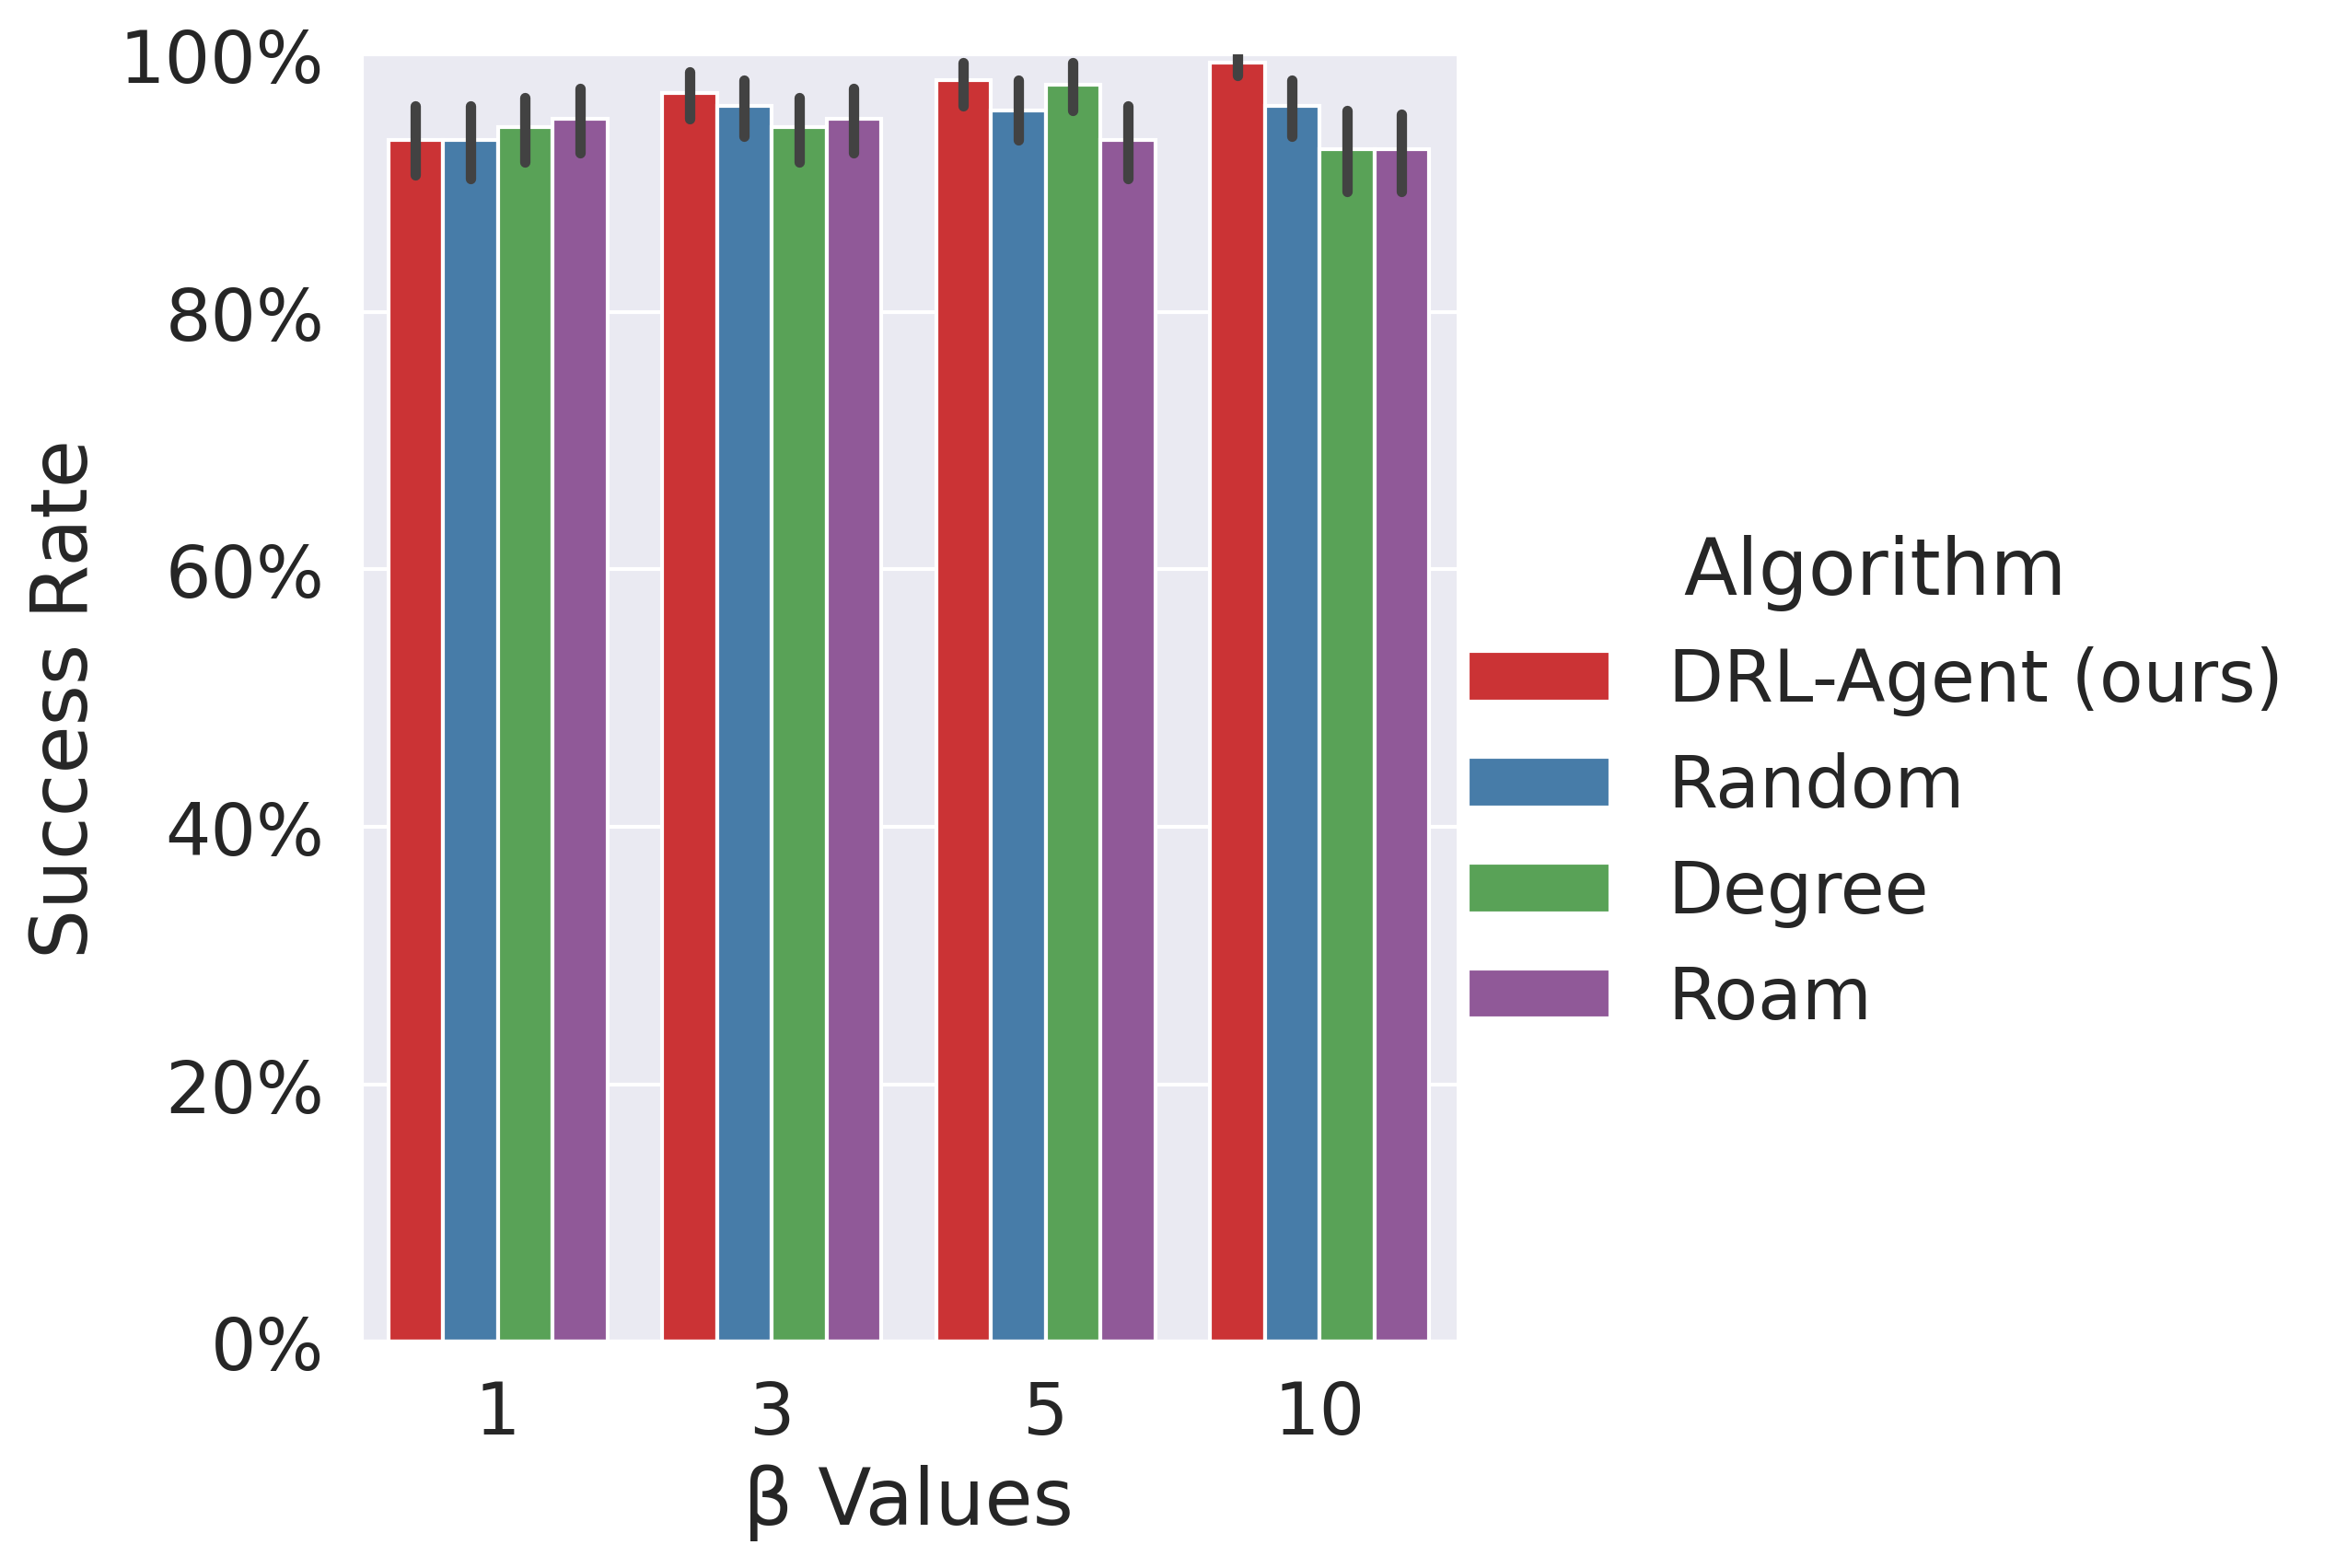 100%
80%
60%
40%
20%
0%
Success Rate
1 3 5 10
β Values
Algorithm
DRL-Agent (ours)
Random
Degree
Roam